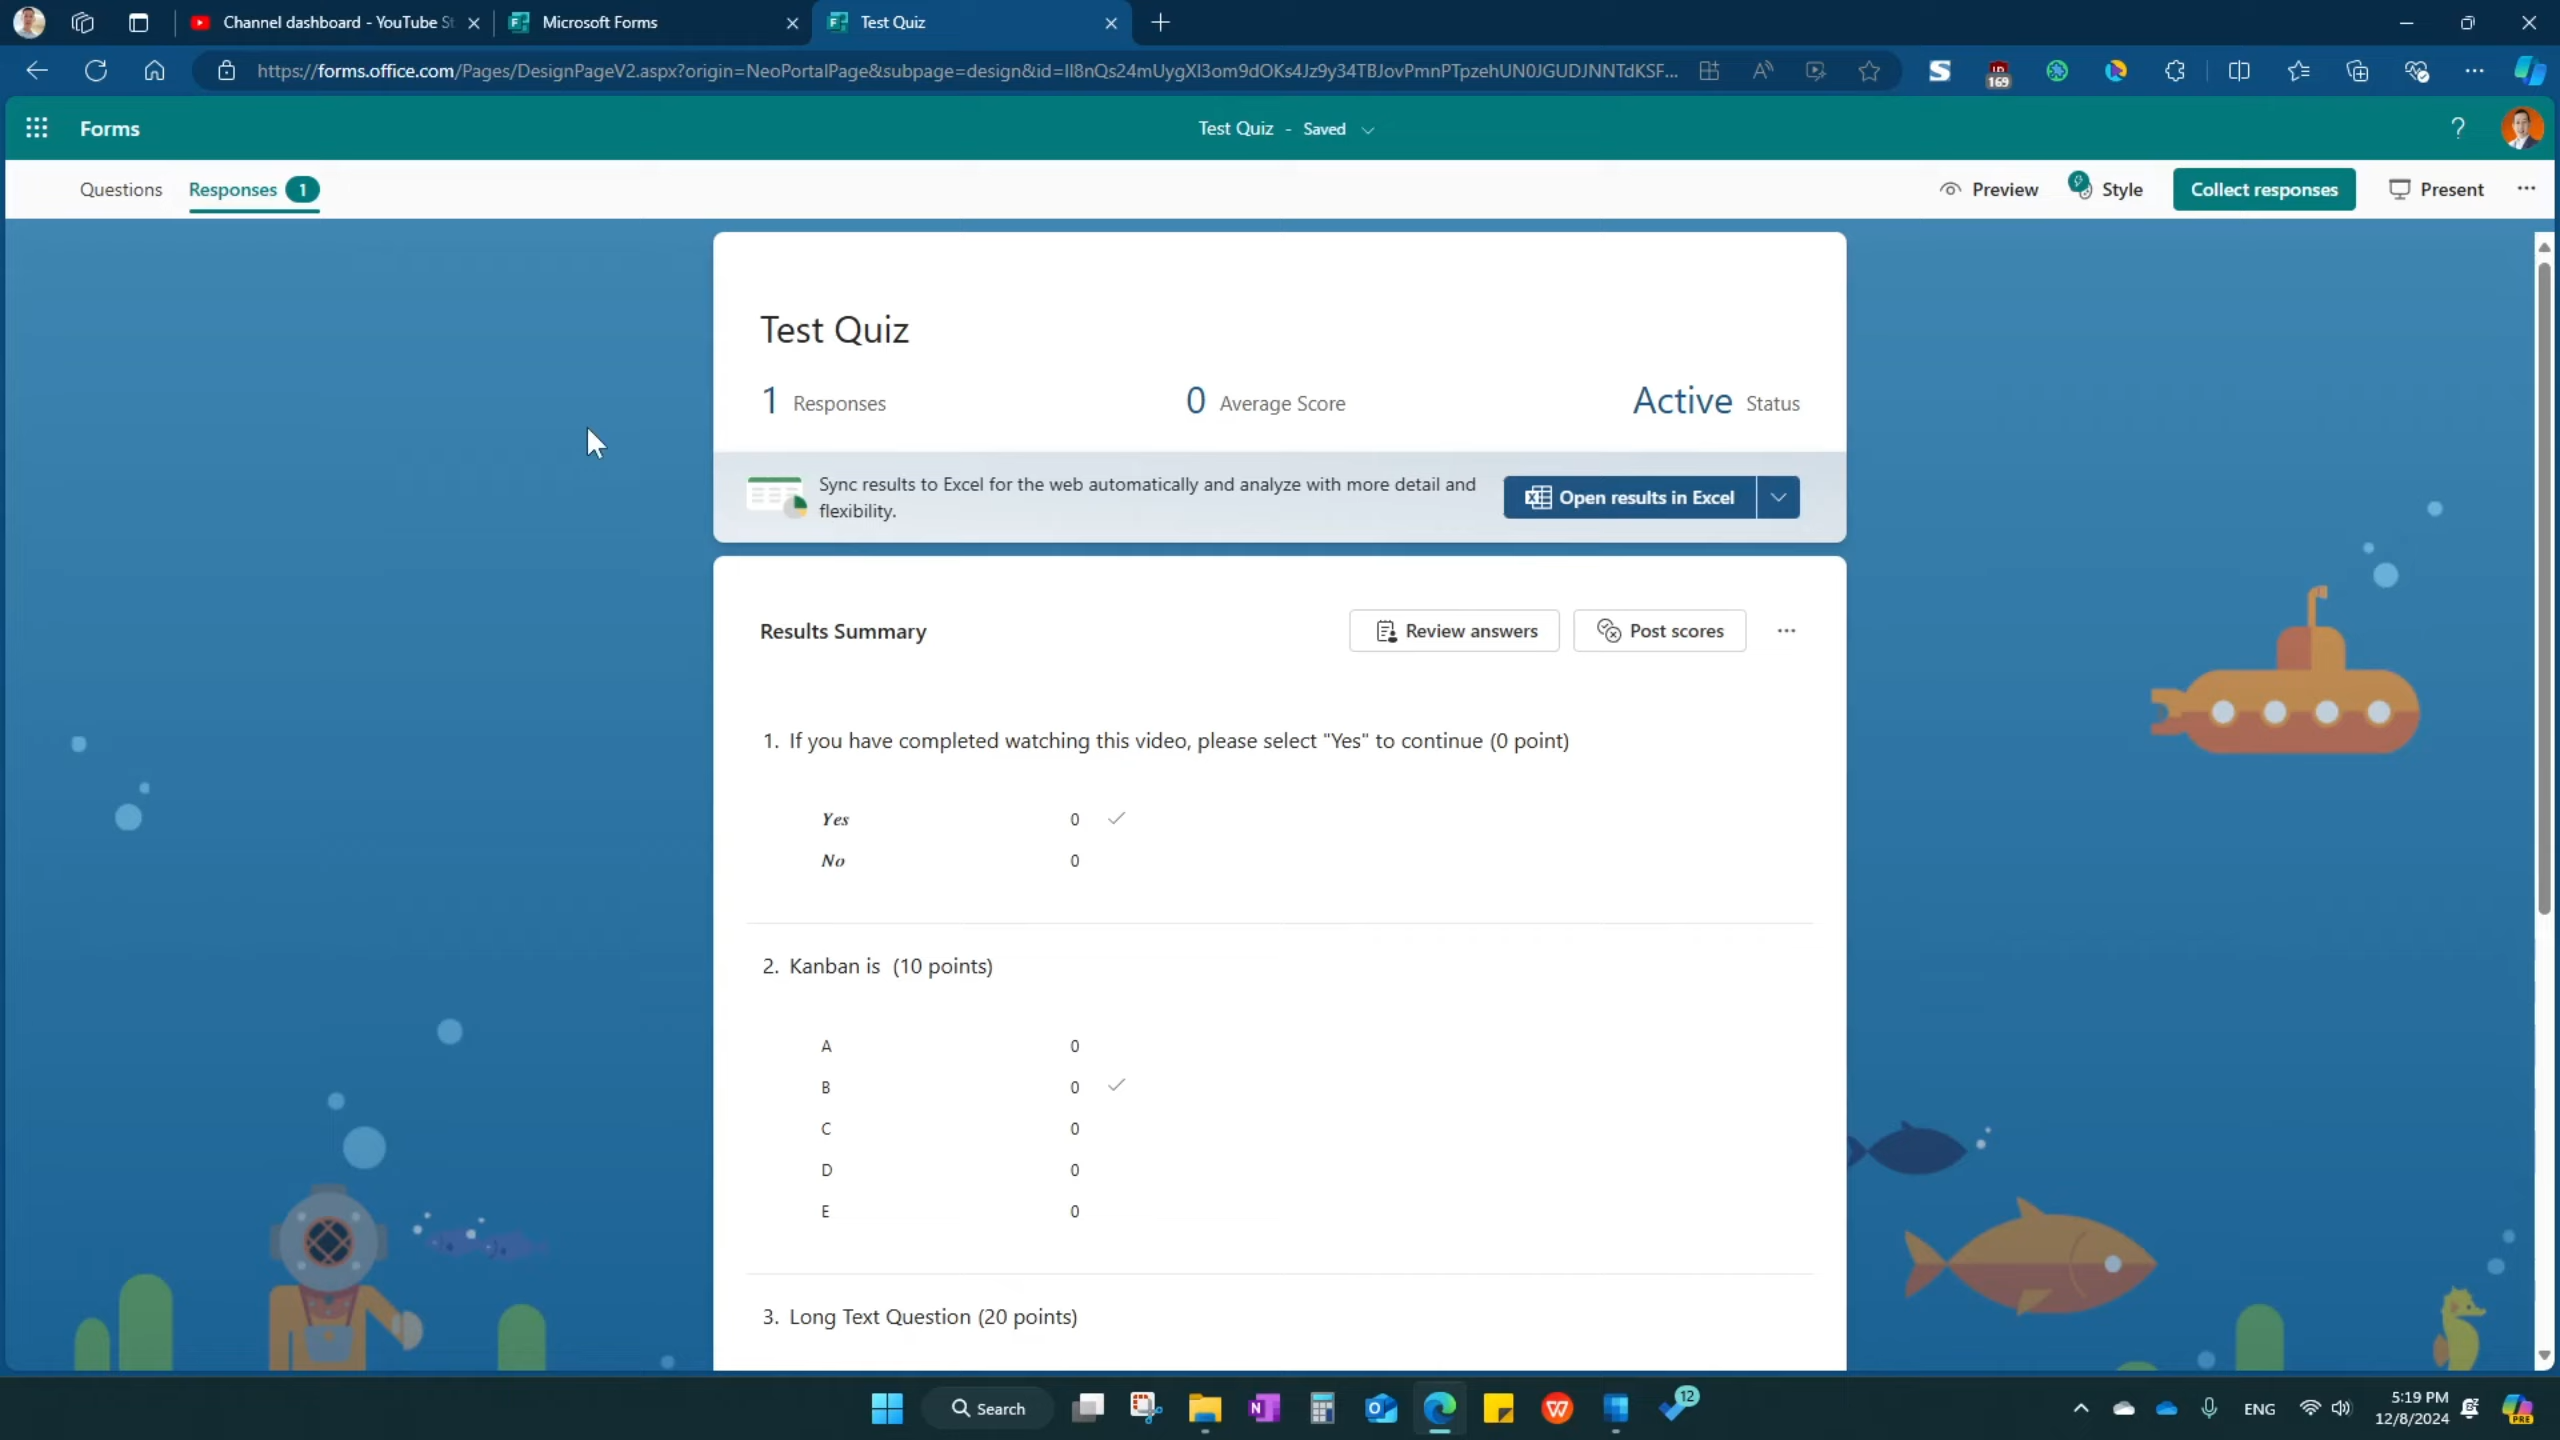 Channel dashboard - YouTube St
Microsoft Forms
Test Quiz
https://forms.office.com/Pages/DesignPageV2.aspx?origin=NeoPortalPage&subpage=design&id=
169
Forms
Test Quiz - Saved
?
Questions
Responses 1
Preview
Style
Collect responses
Present
Test Quiz
1 Responses
0 Average Score
Active Status
Sync results to Excel for the web automatically and analyze with more detail and
flexibility.
Open results in Excel
Results Summary
Review answers
Post scores
1. If you have completed watching this video, please select "Yes" to continue (0 point)
Yes 0
No 0
2. Kanban is (10 points)
A 0
B 0
C 0
D 0
E 0
3. Long Text Question (20 points)
Search
12
ENG
5:19 PM
12/8/2024
PRE